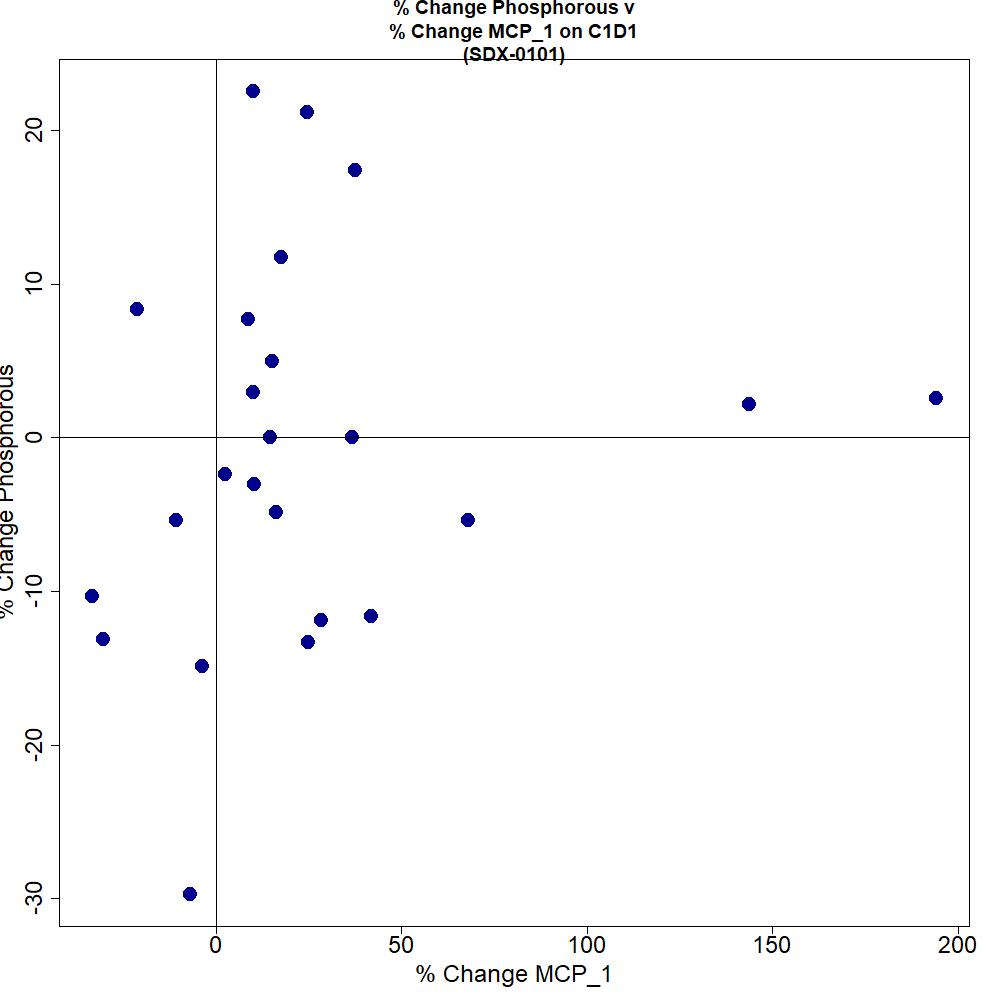 % Change Phosphorous v
% Change MCP_1 on C1D1
(SDX-0101)
% Change Phosphorous
20
10
0
-10
-20
-30
0 50 100 150 200
% Change MCP_1